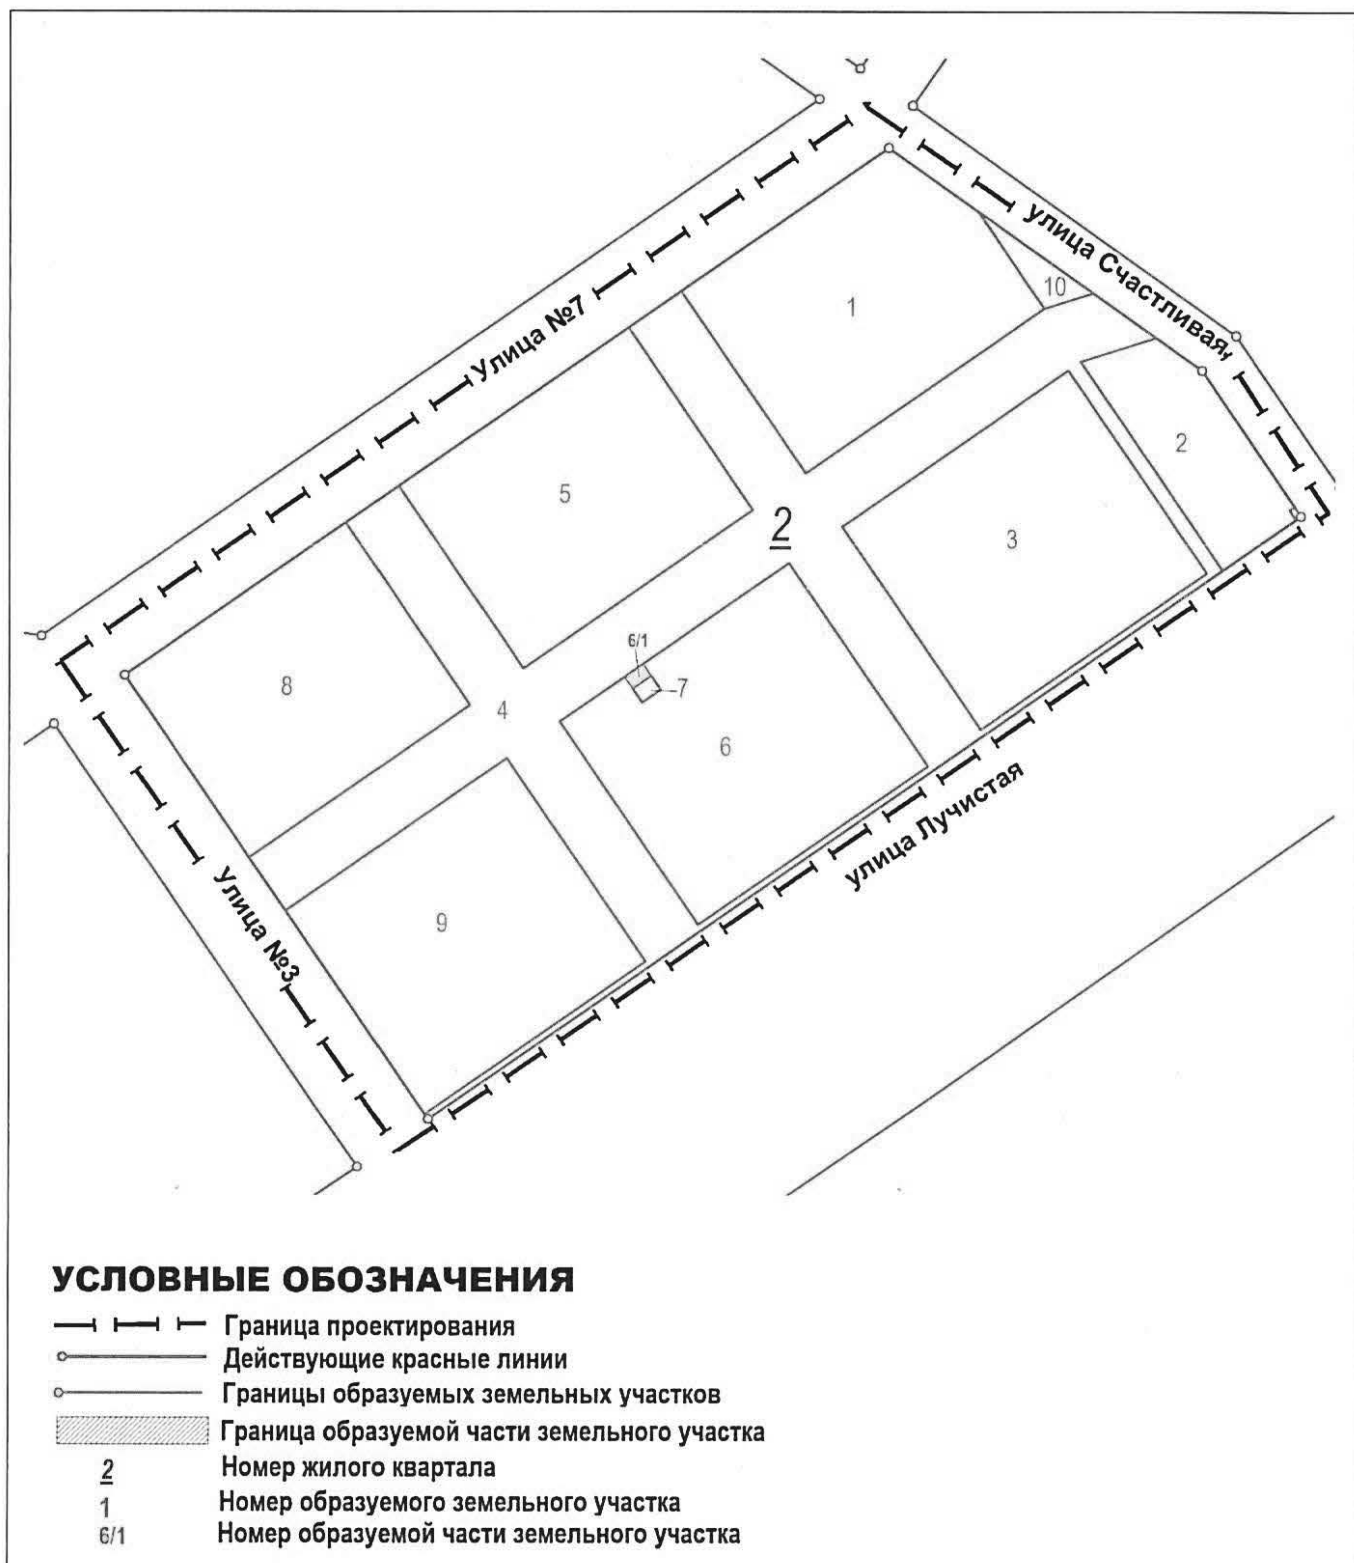 улица Счастливая,
10
1
Улица №7
2
5
2
3
6/1
8
7
4
6
улица Лучистая
Улица №3
9
УСЛОВНЫЕ ОБОЗНАЧЕНИЯ
Граница проектирования
Действующие красные линии
Границы образуемых земельных участков
Граница образуемой части земельного участка
2 Номер жилого квартала
1 Номер образуемого земельного участка
6/1 Номер образуемой части земельного участка